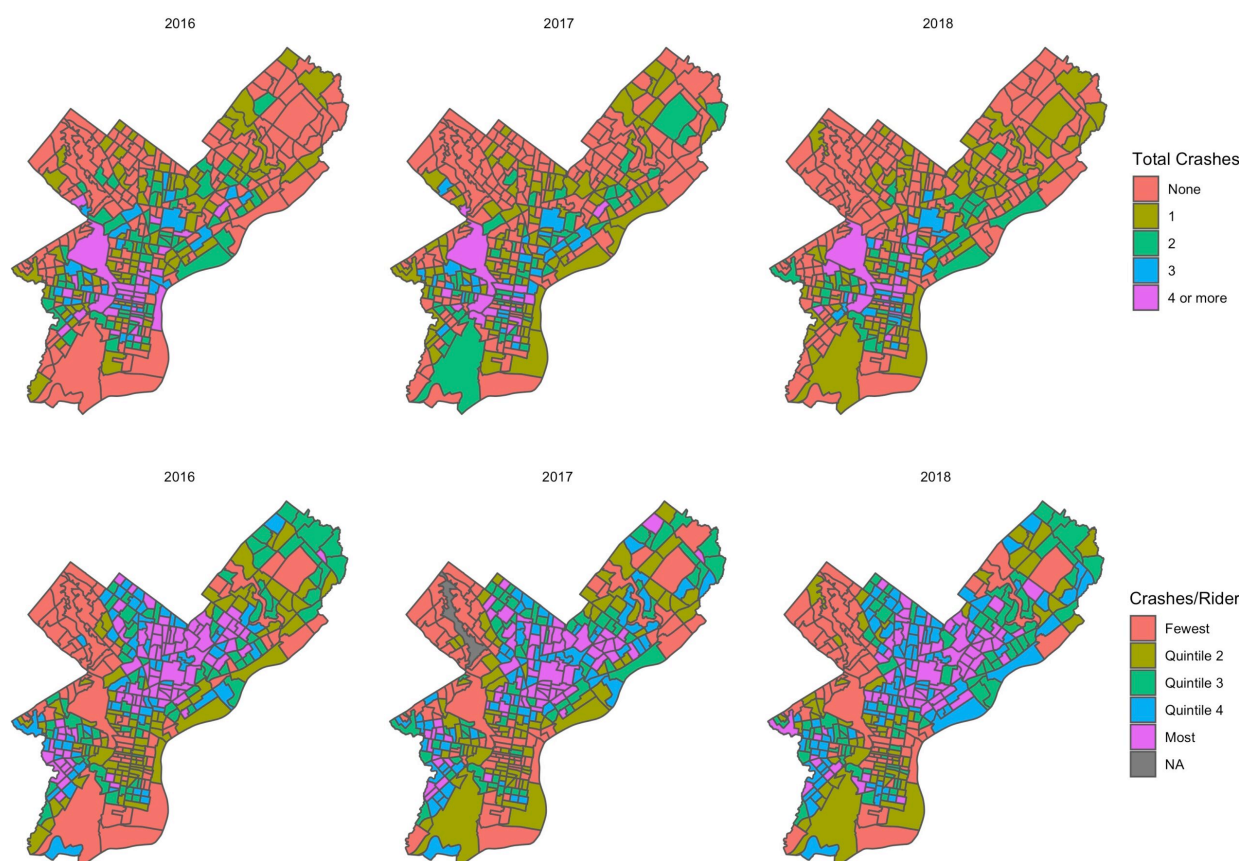 2016
2017
2018
Total Crashes
None
1
2
3
4 or more
2016
2017
2018
Crashes/Rider
Fewest
Quintile 2
Quintile 3
Quintile 4
Most
NA